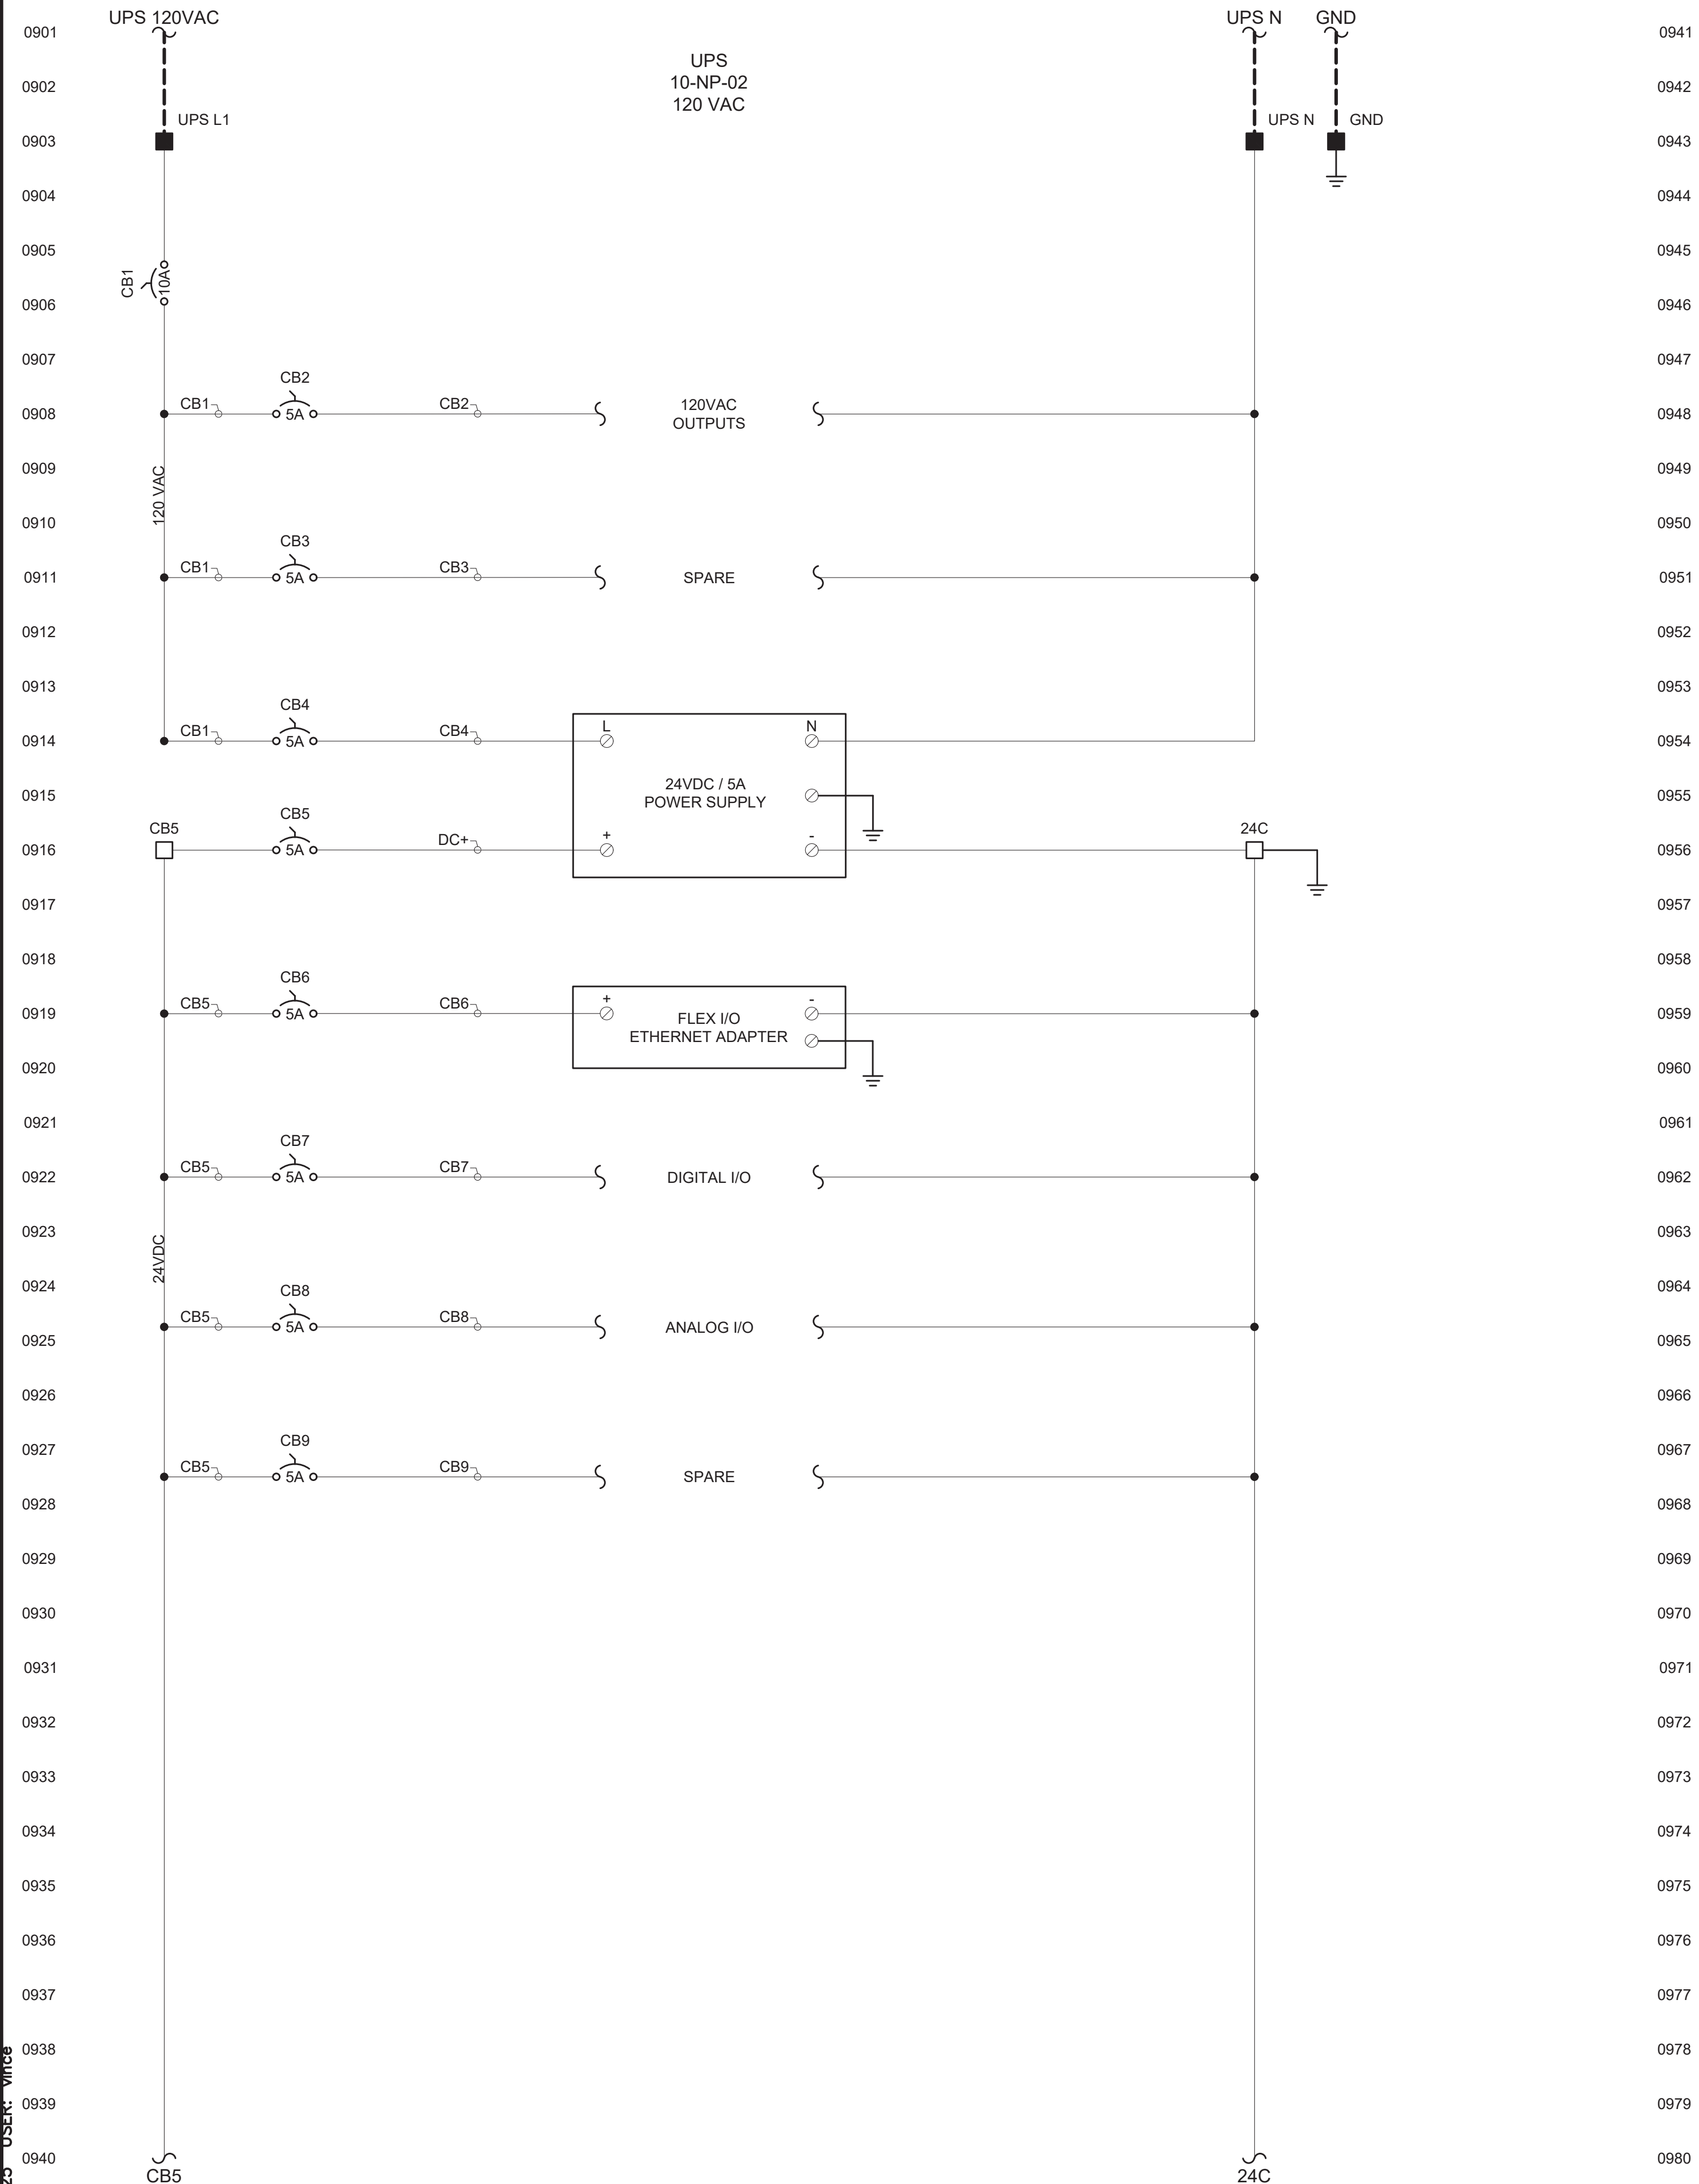 UPS 120VAC UPS N GND
0901 0941
UPS
0902 10-NP-02 0942
120 VAC
UPS L1 UPS N GND
0903 0943
0904 0944
0905 0945
CB1 10A
0906 0946
0907 0947
CB2
CB1 CB2 120VAC
0908 5A OUTPUTS 0948
0909 0949
120 VAC
0910 0950
CB3
CB1 CB3
0911 5A SPARE 0951
0912 0952
0913 0953
CB4
CB1 CB4 L N
0914 5A 0954
24VDC / 5A
0915 POWER SUPPLY 0955
CB5 CB5 DC+ + - 24C
0916 5A 0956
0917 0957
0918 0958
CB6
CB5 CB6 + -
0919 5A FLEX I/O 0959
ETHERNET ADAPTER
0920 0960
0921 0961
CB7
CB5 CB7
0922 5A DIGITAL I/O 0962
0923 0963
24VDC
0924 0964
CB8
CB5 CB8
5A ANALOG I/O
0925 0965
0926 0966
0927 CB9 0967
CB5 CB9
5A SPARE
0928 0968
0929 0969
0930 0970
0931 0971
0932 0972
0933 0973
0934 0974
0935 0975
0936 0976
0937 0977
0938 0978
0939 0979
0940 0980
CB5 24C
25 USER: Vince